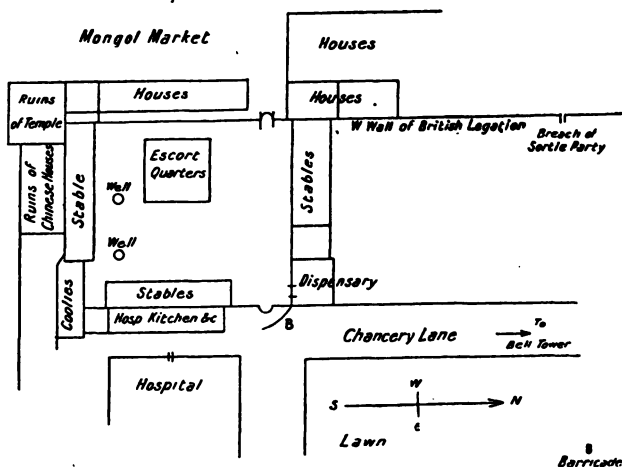 Mongol Market
Houses
Ruins
of Temple
Houses
Houses
W Wall of British Legation
Breach of
Sortie Party
Escort
Quarters
Well
Ruins of
Chinese Houses
Stable
Stables
Well
Dispensary
Stables
Coolies
Hosp Kitchen &c
B
Chancery Lane
To
Bell Tower
Hospital
W
S
N
E
Lawn
B
Barricade